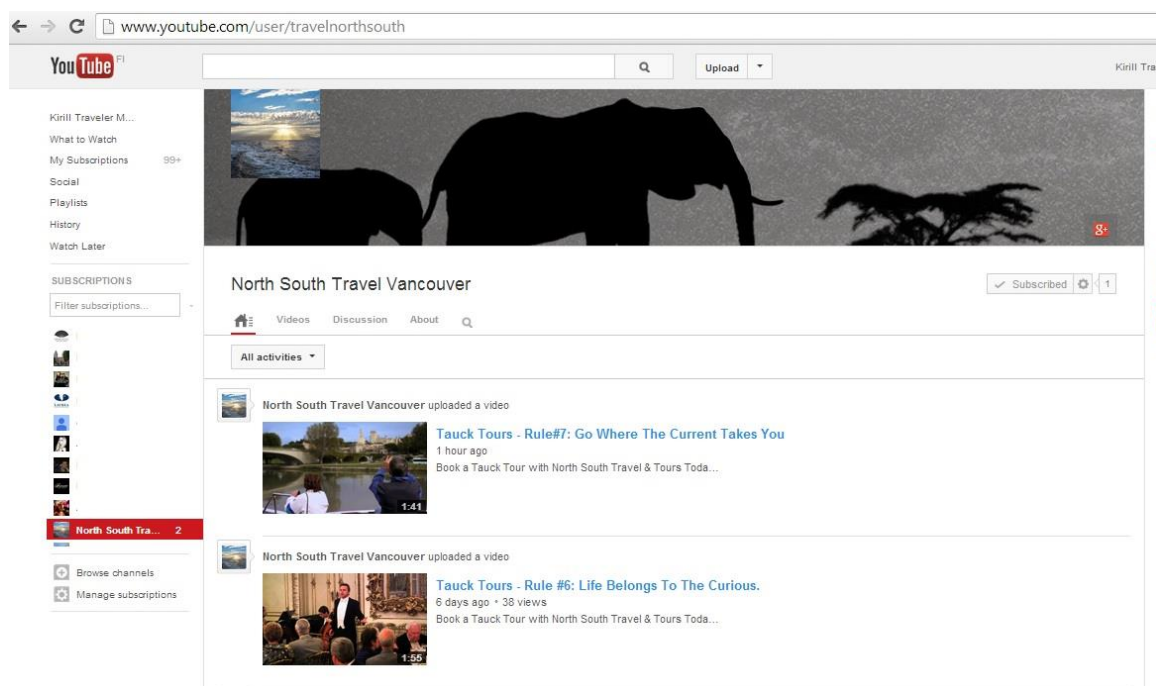 www.youtube.com/user/travelnorthsouth
YouTube FI
Upload
Kirill Tra
Kirill Traveler M...
What to Watch
My Subscriptions 99+
Social
Playlists
History
Watch Later
SUBSCRIPTIONS
Filter subscriptions...
North South Tra... 2
Browse channels
Manage subscriptions
g+
North South Travel Vancouver
Subscribed 1
Videos Discussion About
All activities
North South Travel Vancouver uploaded a video
Tauck Tours - Rule#7: Go Where The Current Takes You
1 hour ago
Book a Tauck Tour with North South Travel & Tours Toda...
1:41
North South Travel Vancouver uploaded a video
Tauck Tours - Rule #6: Life Belongs To The Curious.
6 days ago • 38 views
Book a Tauck Tour with North South Travel & Tours Toda...
1:55